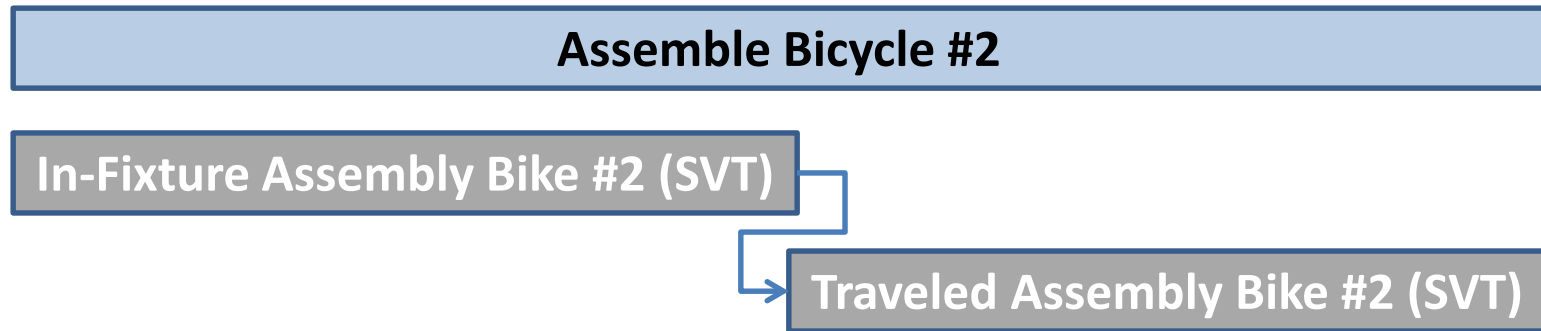 Assemble Bicycle #2
In-Fixture Assembly Bike #2 (SVT)
Traveled Assembly Bike #2 (SVT)